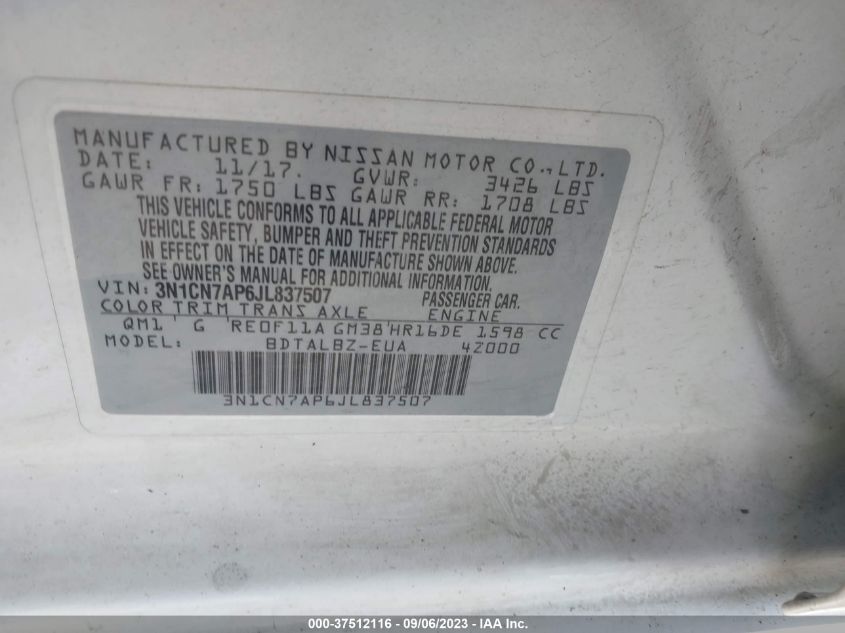 MANUFACTURED BY NISSAN MOTOR CO.,LTD.
DATE: 11/17. GVWR: 3426 LBS
GAWR FR: 1750 LBS GAWR RR: 1708 LBS
THIS VEHICLE CONFORMS TO ALL APPLICABLE FEDERAL MOTOR
VEHICLE SAFETY, BUMPER AND THEFT PREVENTION STANDARDS
IN EFFECT ON THE DATE OF MANUFACTURE SHOWN ABOVE.
SEE OWNER'S MANUAL FOR ADDITIONAL INFORMATION.
VIN: 3N1CN7AP6JL837507 PASSENGER CAR.
COLOR TRIM TRANS AXLE ENGINE
QM1 G RE0F11A GM38 HR16DE 1598 CC
MODEL: BDTALBZ-EUA 42000
3N1CN7AP6JL837507
000-37512116 - 09/06/2023 - IAA Inc.